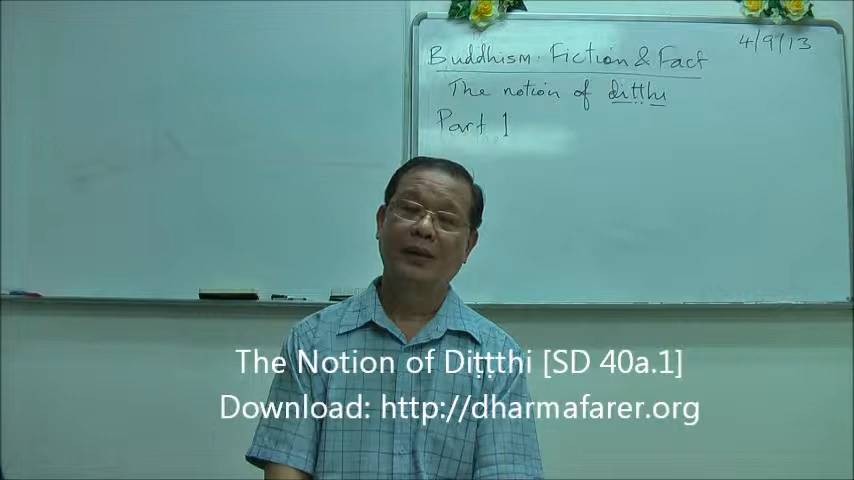 4/9/13
Buddhism: Fiction & Fact
The notion of diṭṭhi
Part 1
The Notion of Diṭṭhi [SD 40a.1]
Download: http://dharmafarer.org